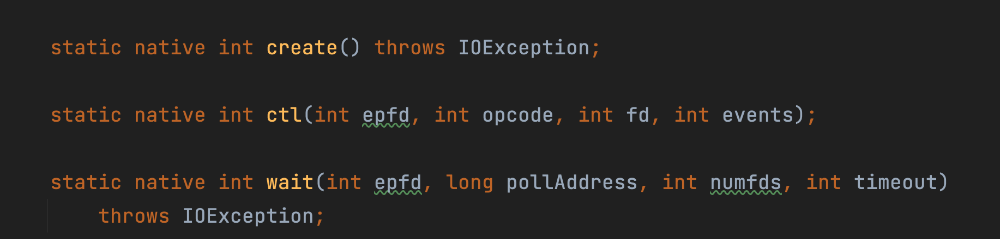 static native int create() throws IOException;
static native int ctl(int epfd, int opcode, int fd, int events);
static native int wait(int epfd, long pollAddress, int numfds, int timeout)
throws IOException;